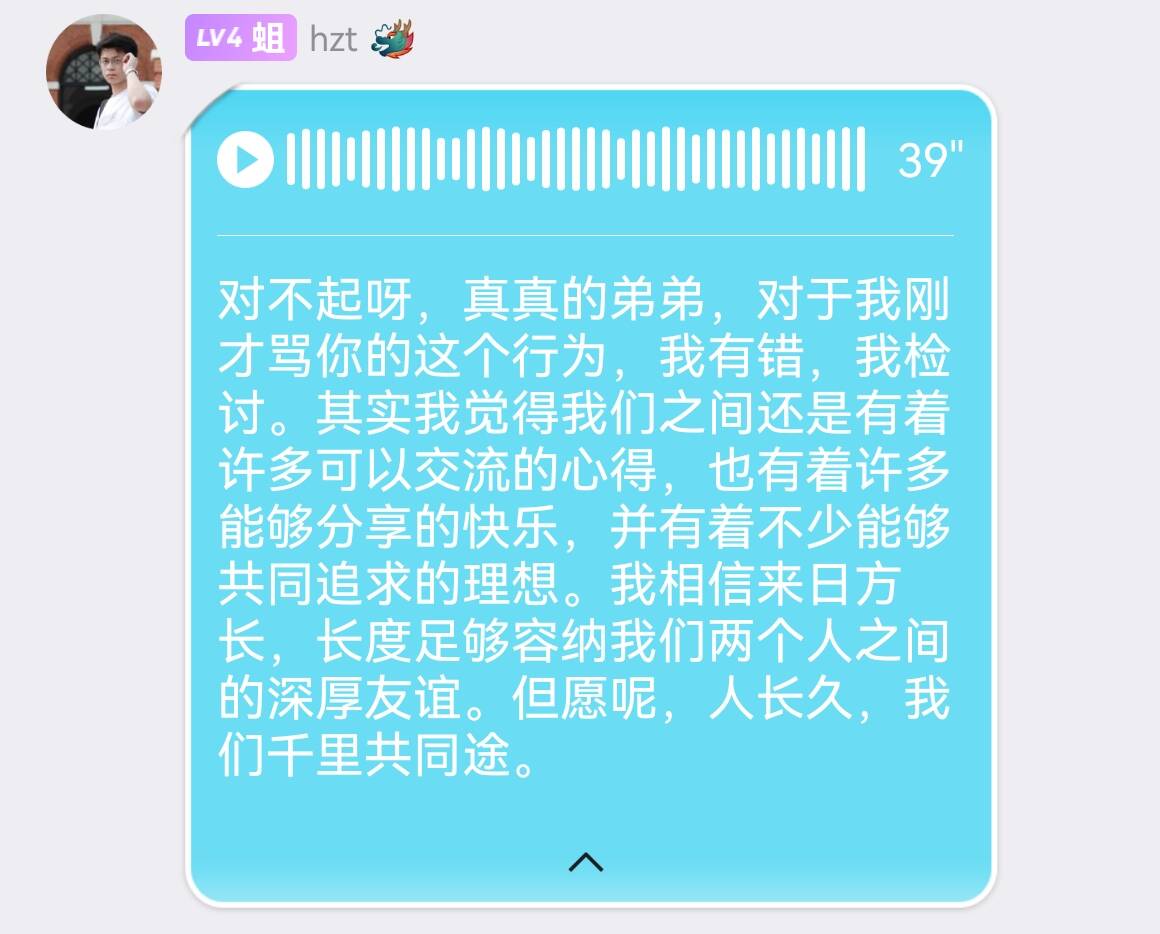 LV4 蛆 hzt
39"
对不起呀，真真的弟弟，对于我刚
才骂你的这个行为，我有错，我检
讨。其实我觉得我们之间还是有着
许多可以交流的心得，也有着许多
能够分享的快乐，并有着不少能够
共同追求的理想。我相信来日方
长，长度足够容纳我们两个人之间
的深厚友谊。但愿呢，人长久，我
们千里共同途。